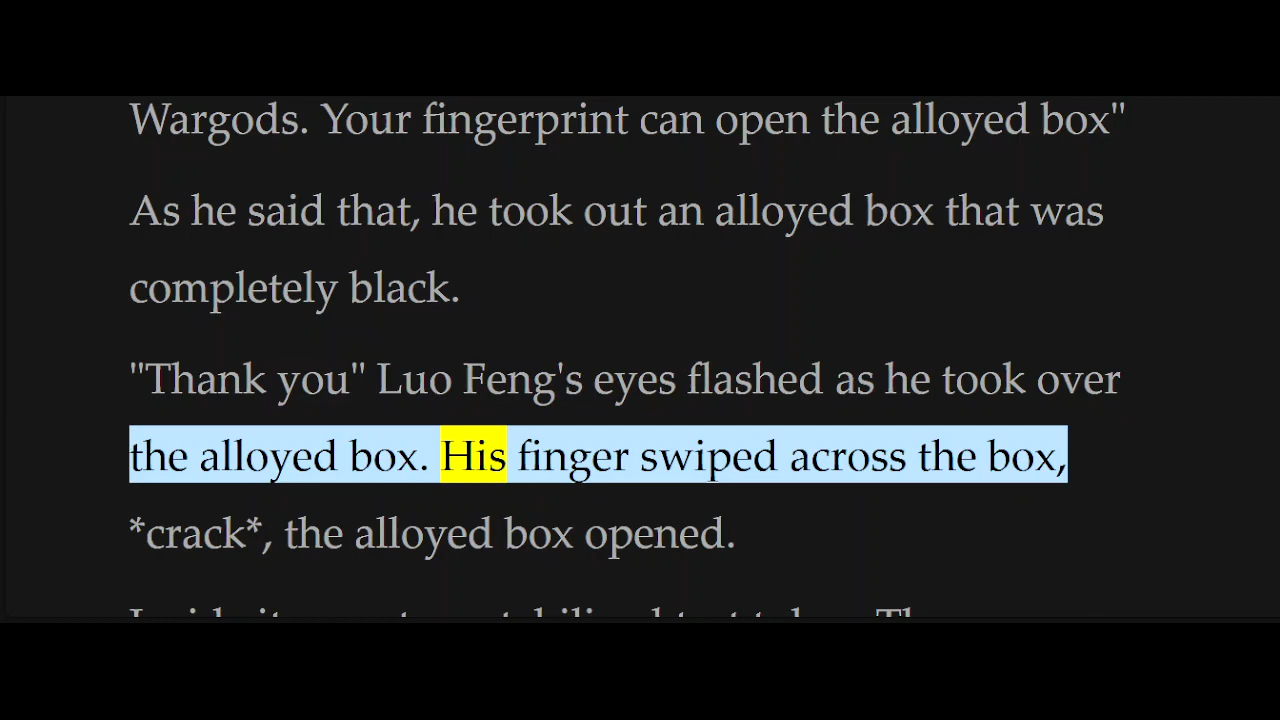 Wargods. Your fingerprint can open the alloyed box"
As he said that, he took out an alloyed box that was
completely black.
"Thank you" Luo Feng's eyes flashed as he took over
the alloyed box. His finger swiped across the box,
*crack*, the alloyed box opened.